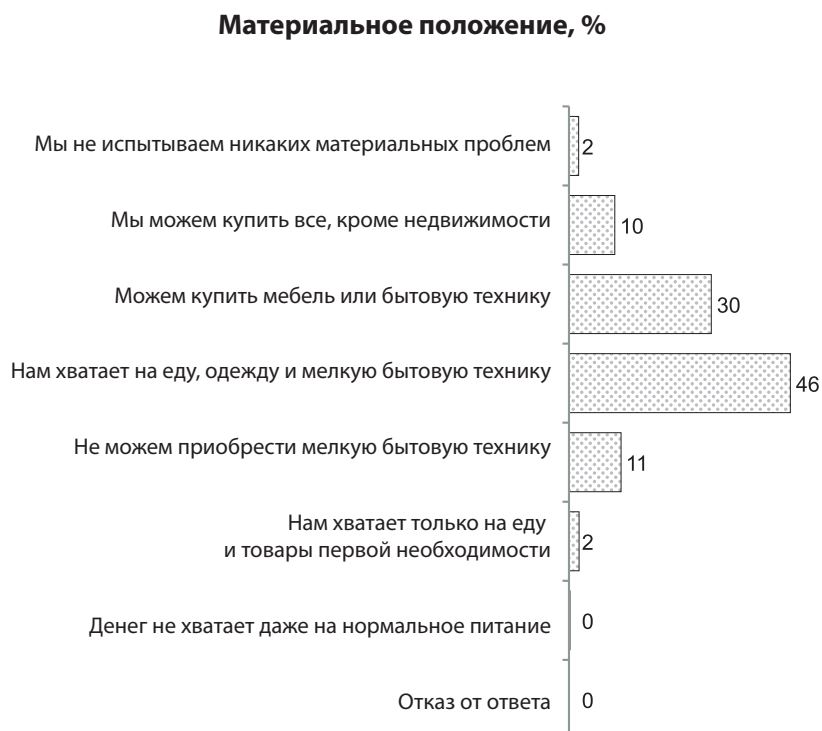 Материальное положение, %
Мы не испытываем никаких материальных проблем
2
Мы можем купить все, кроме недвижимости
10
Можем купить мебель или бытовую технику
30
Нам хватает на еду, одежду и мелкую бытовую технику
46
Не можем приобрести мелкую бытовую технику
11
Нам хватает только на еду
и товары первой необходимости
2
Денег не хватает даже на нормальное питание
0
Отказ от ответа
0